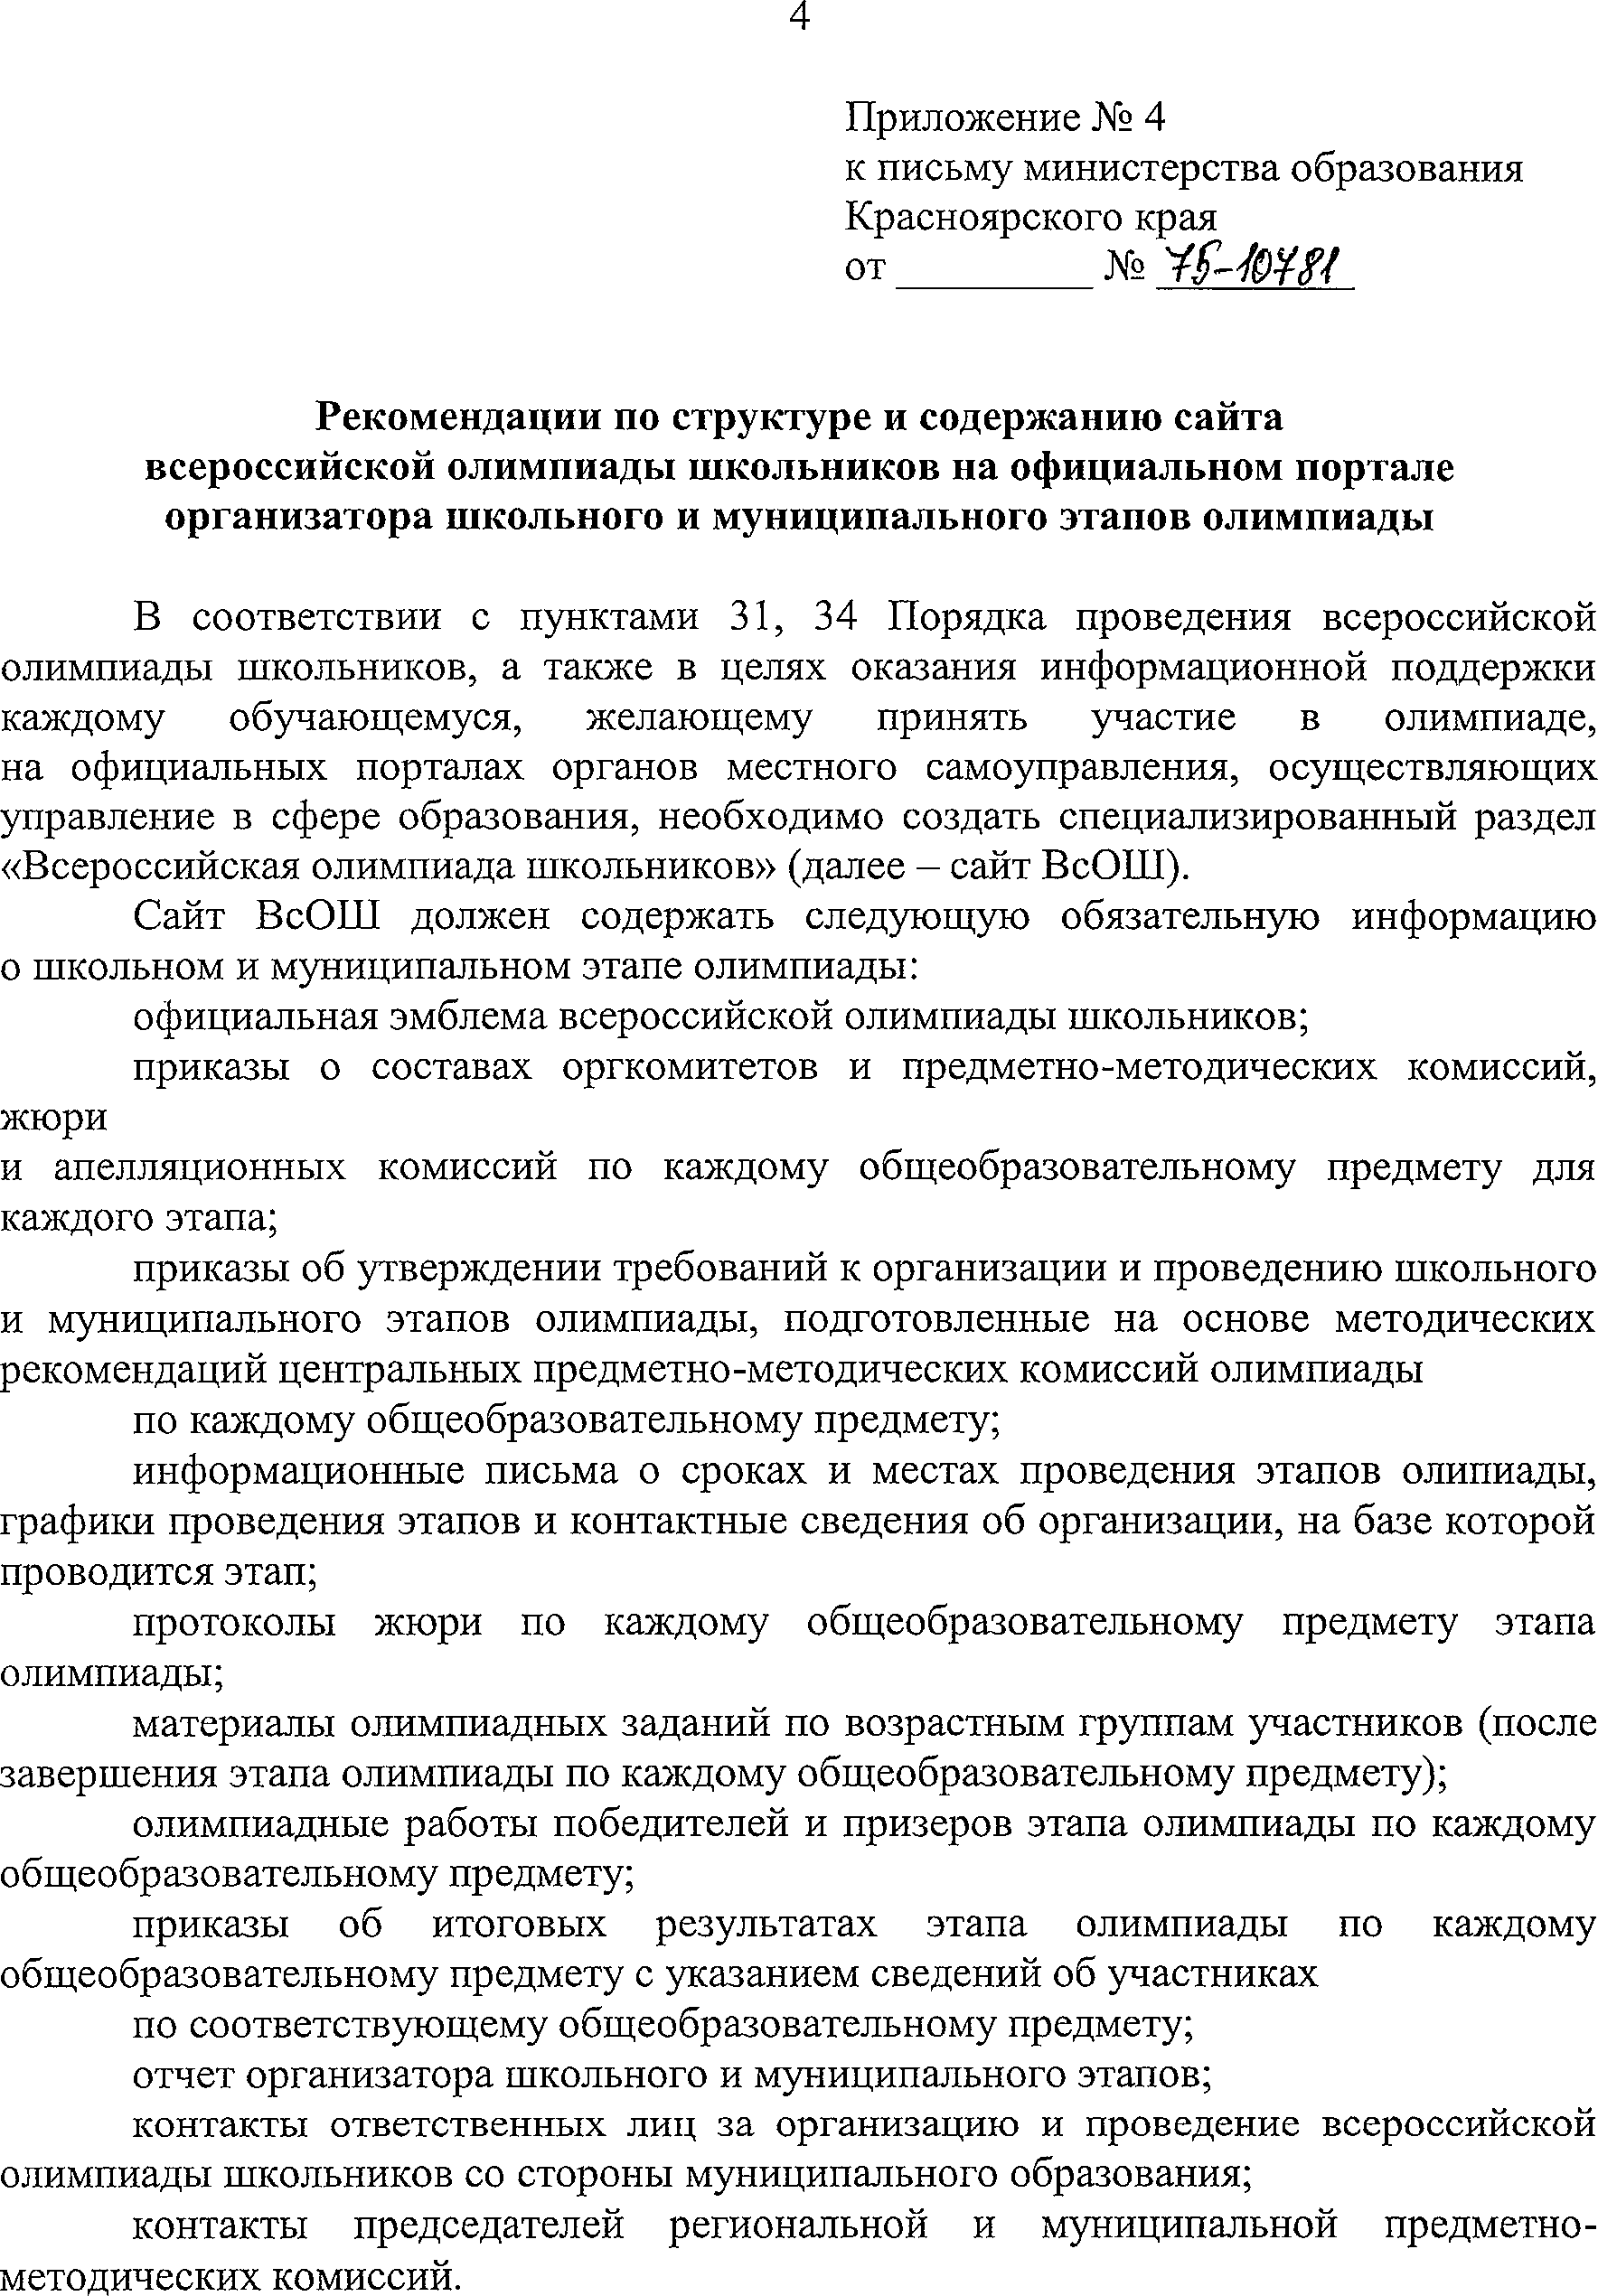 4
Приложение № 4
к письму министерства образования
Красноярского края
от __________ № 75-10781
Рекомендации по структуре и содержанию сайта
всероссийской олимпиады школьников на официальном портале
организатора школьного и муниципального этапов олимпиады
В соответствии с пунктами 31, 34 Порядка проведения всероссийской
олимпиады школьников, а также в целях оказания информационной поддержки
каждому обучающемуся, желающему принять участие в олимпиаде,
на официальных порталах органов местного самоуправления, осуществляющих
управление в сфере образования, необходимо создать специализированный раздел
«Всероссийская олимпиада школьников» (далее – сайт ВсОШ).
Сайт ВсОШ должен содержать следующую обязательную информацию
о школьном и муниципальном этапе олимпиады:
официальная эмблема всероссийской олимпиады школьников;
приказы о составах оргкомитетов и предметно-методических комиссий,
жюри
и апелляционных комиссий по каждому общеобразовательному предмету для
каждого этапа;
приказы об утверждении требований к организации и проведению школьного
и муниципального этапов олимпиады, подготовленные на основе методических
рекомендаций центральных предметно-методических комиссий олимпиады
по каждому общеобразовательному предмету;
информационные письма о сроках и местах проведения этапов олипиады,
графики проведения этапов и контактные сведения об организации, на базе которой
проводится этап;
протоколы жюри по каждому общеобразовательному предмету этапа
олимпиады;
материалы олимпиадных заданий по возрастным группам участников (после
завершения этапа олимпиады по каждому общеобразовательному предмету);
олимпиадные работы победителей и призеров этапа олимпиады по каждому
общеобразовательному предмету;
приказы об итоговых результатах этапа олимпиады по каждому
общеобразовательному предмету с указанием сведений об участниках
по соответствующему общеобразовательному предмету;
отчет организатора школьного и муниципального этапов;
контакты ответственных лиц за организацию и проведение всероссийской
олимпиады школьников со стороны муниципального образования;
контакты председателей региональной и муниципальной предметно-
методических комиссий.